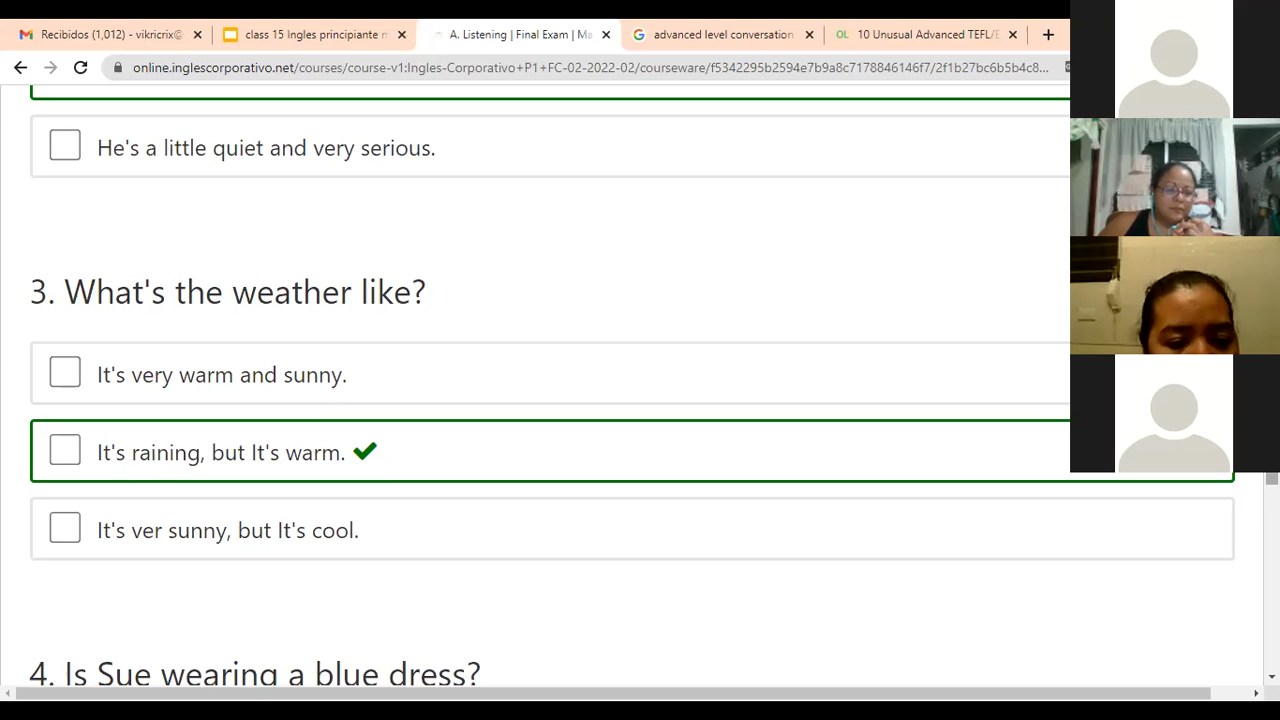 Recibidos (1,012) - vikricrix@
class 15 Ingles principiante m
A. Listening | Final Exam | Ma
advanced level conversation
OL 10 Unusual Advanced TEFL/E
online.inglescorporativo.net/courses/course-v1:Ingles-Corporativo+P1+FC-02-2022-02/courseware/f5342295b2594e7b9a8c7178846146f7/2f1b27bc6b5b4c8...
He's a little quiet and very serious.
3. What's the weather like?
It's very warm and sunny.
It's raining, but It's warm.
It's ver sunny, but It's cool.
4. Is Sue wearing a blue dress?